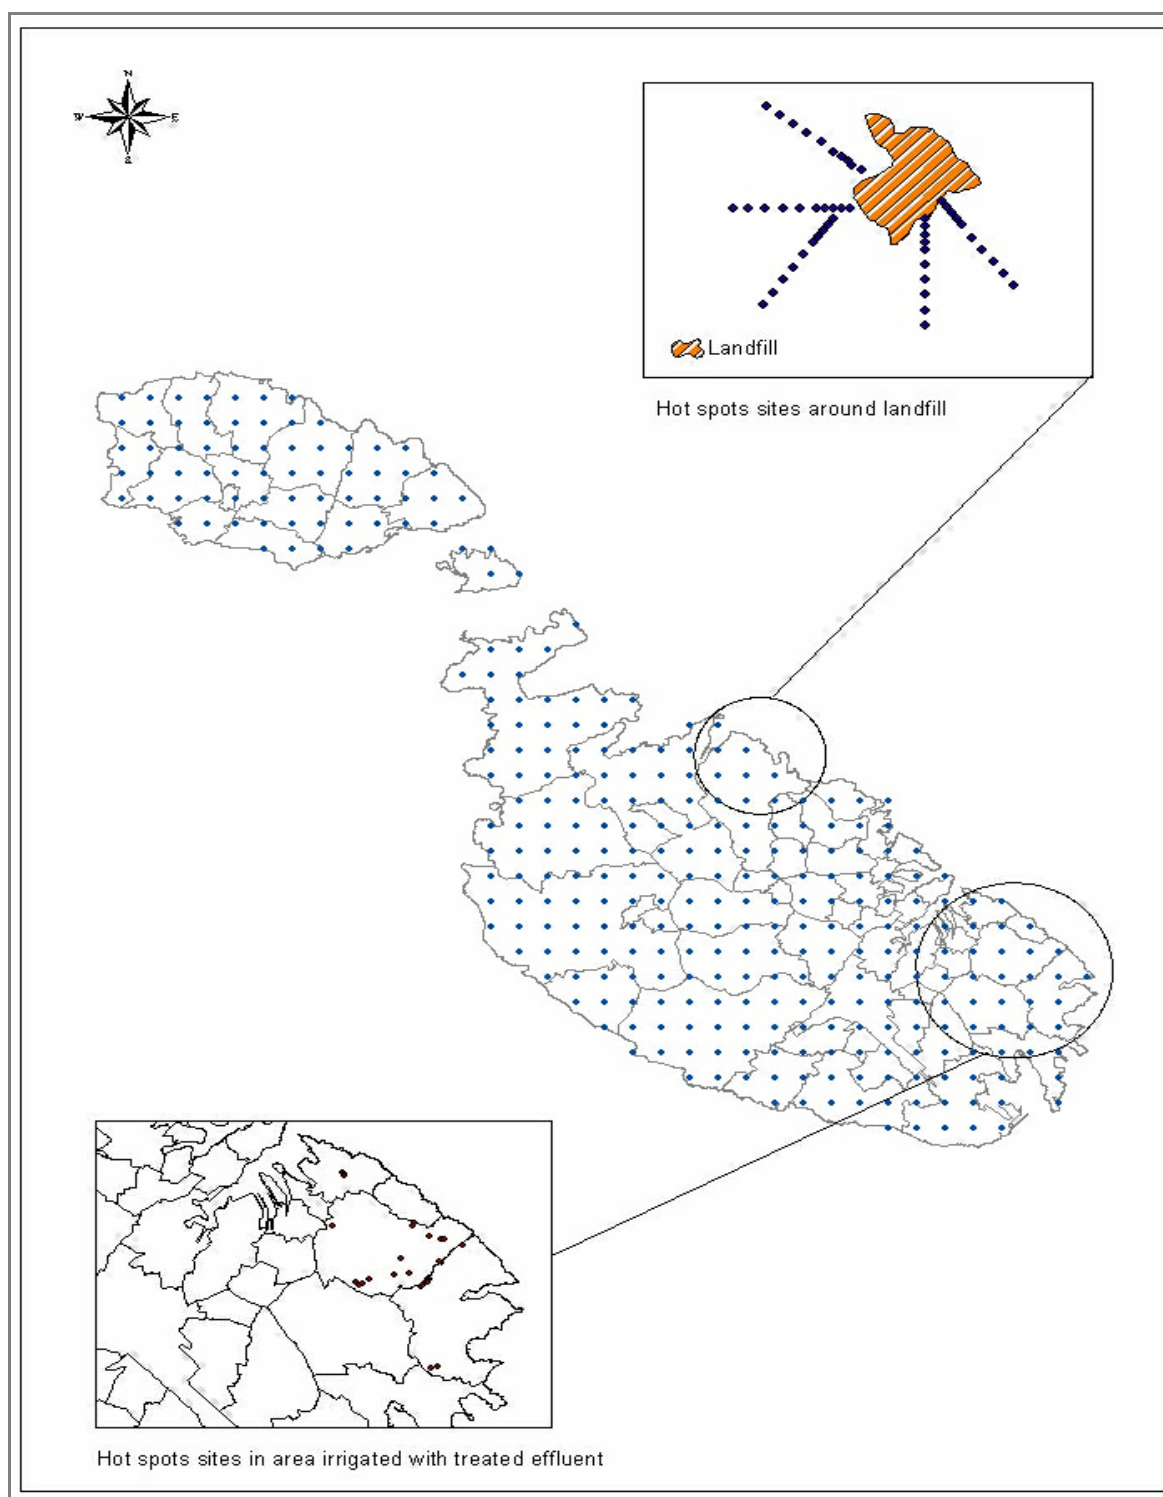 N
W E
S
Landfill
Hot spots sites around landfill
Hot spots sites in area irrigated with treated effluent